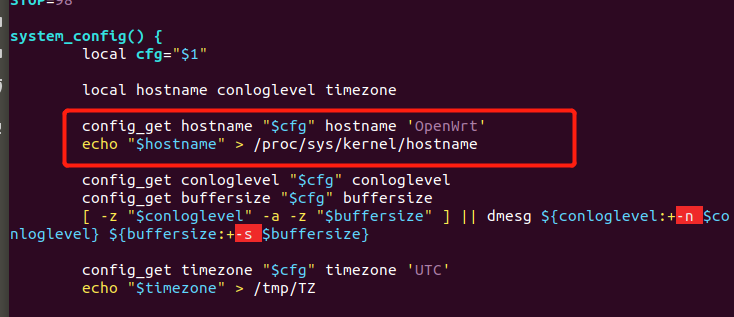 STOP=98
system_config() {
local cfg="$1"
local hostname conloglevel timezone
config_get hostname "$cfg" hostname 'OpenWrt'
echo "$hostname" > /proc/sys/kernel/hostname
config_get conloglevel "$cfg" conloglevel
config_get buffersize "$cfg" buffersize
[ -z "$conloglevel" -a -z "$buffersize" ] || dmesg ${conloglevel:+-n $co
nloglevel} ${buffersize:+-s $buffersize}
config_get timezone "$cfg" timezone 'UTC'
echo "$timezone" > /tmp/TZ